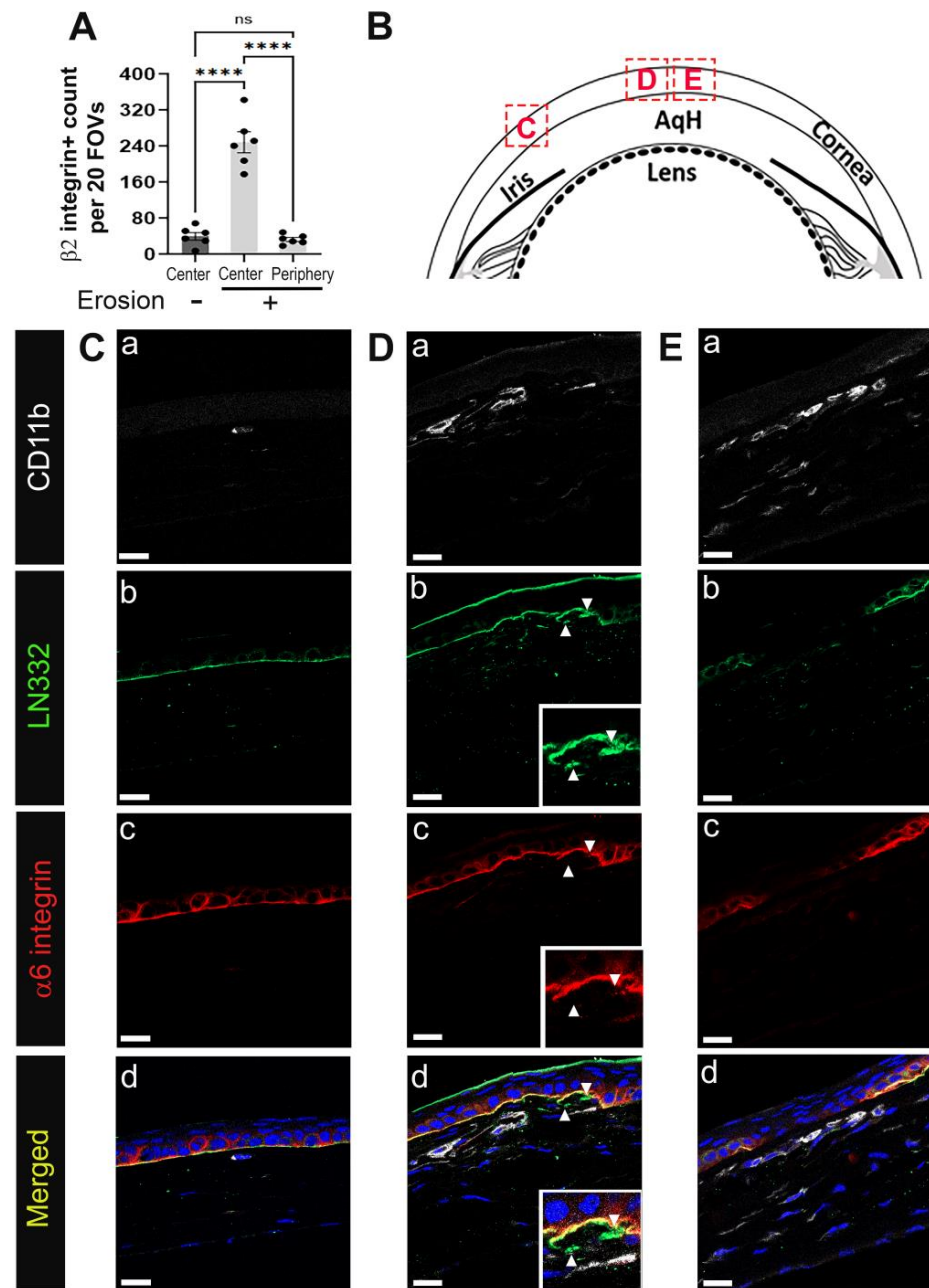 A
ns
****
****
400
320
240
160
80
0
β2 integrin+ count
per 20 FOVs
Center Center Periphery
Erosion - +
B
C
D
E
AqH
Lens
Iris
Cornea
C
D
E
CD11b
a
a
a
LN332
b
b
b
α6 integrin
c
c
c
Merged
d
d
d